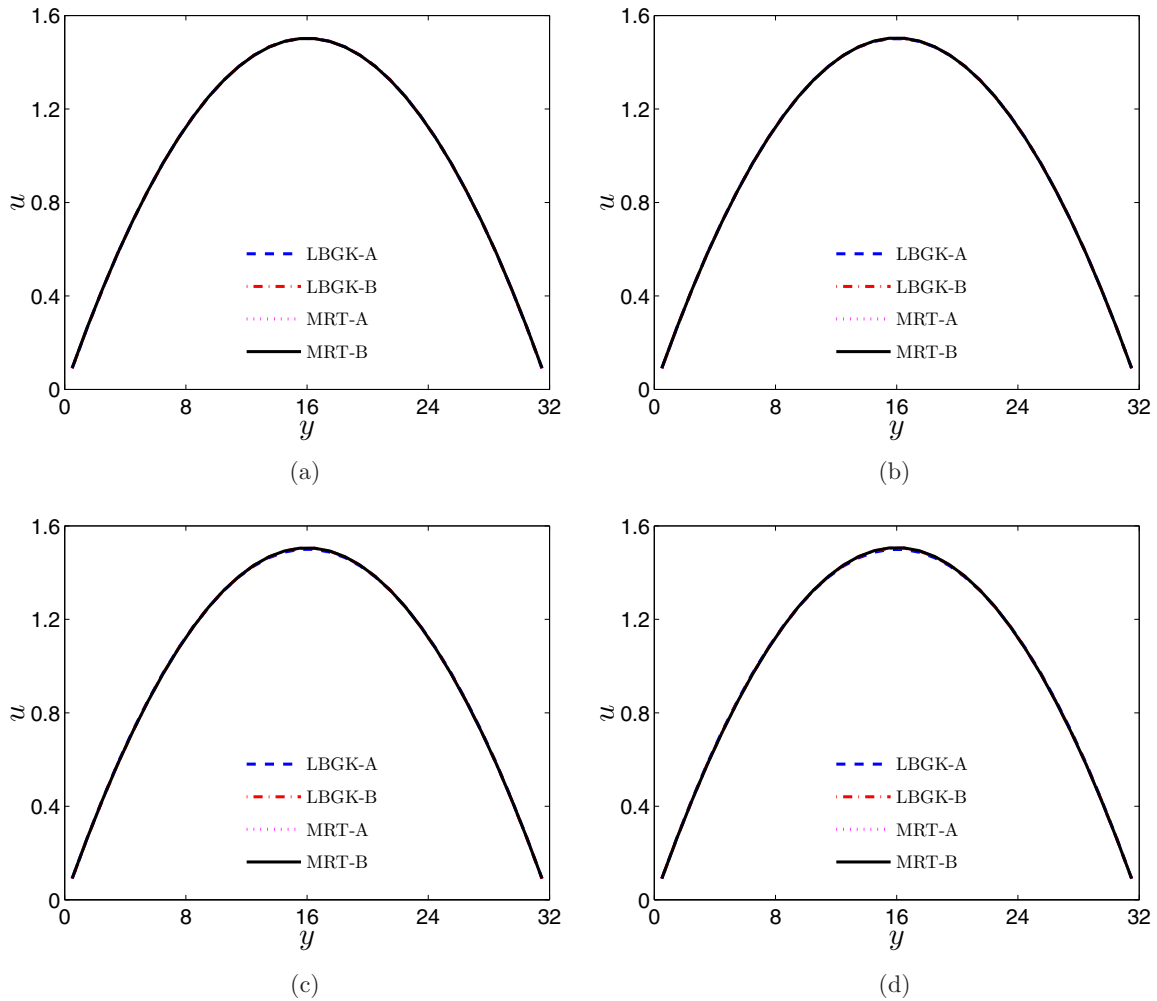 1.6
1.2
0.8
0.4
0
u
LBGK-A
LBGK-B
MRT-A
MRT-B
0 8 16 24 32
y
(a)
1.6
1.2
0.8
0.4
0
u
LBGK-A
LBGK-B
MRT-A
MRT-B
0 8 16 24 32
y
(b)
1.6
1.2
0.8
0.4
0
u
LBGK-A
LBGK-B
MRT-A
MRT-B
0 8 16 24 32
y
(c)
1.6
1.2
0.8
0.4
0
u
LBGK-A
LBGK-B
MRT-A
MRT-B
0 8 16 24 32
y
(d)